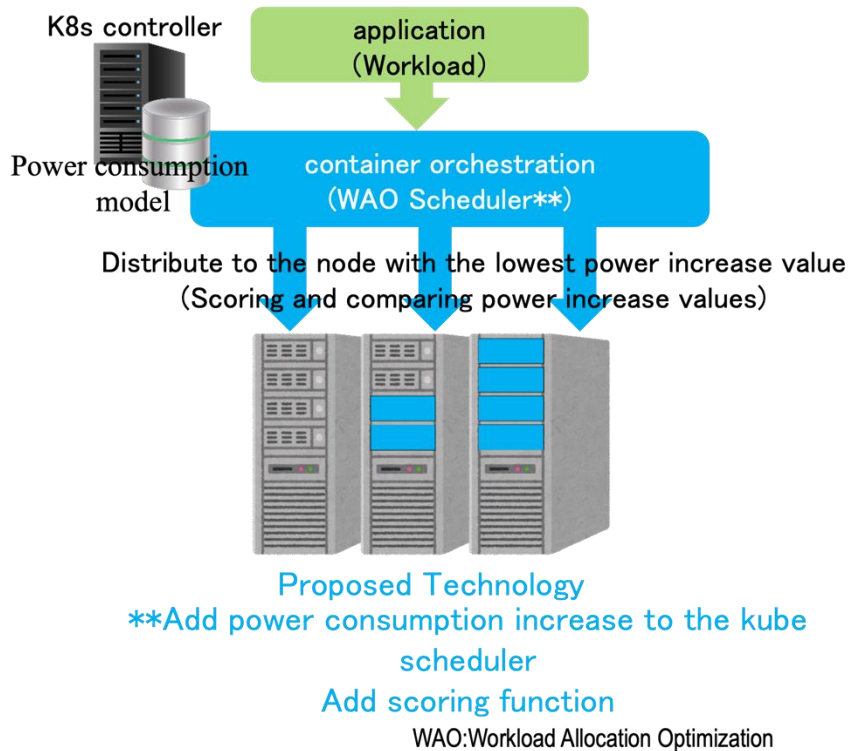 K8s controller
application
(Workload)
Power consumption
model
container orchestration
(WAO Scheduler**)
Distribute to the node with the lowest power increase value
(Scoring and comparing power increase values)
Proposed Technology
**Add power consumption increase to the kube
scheduler
Add scoring function
WAO:Workload Allocation Optimization